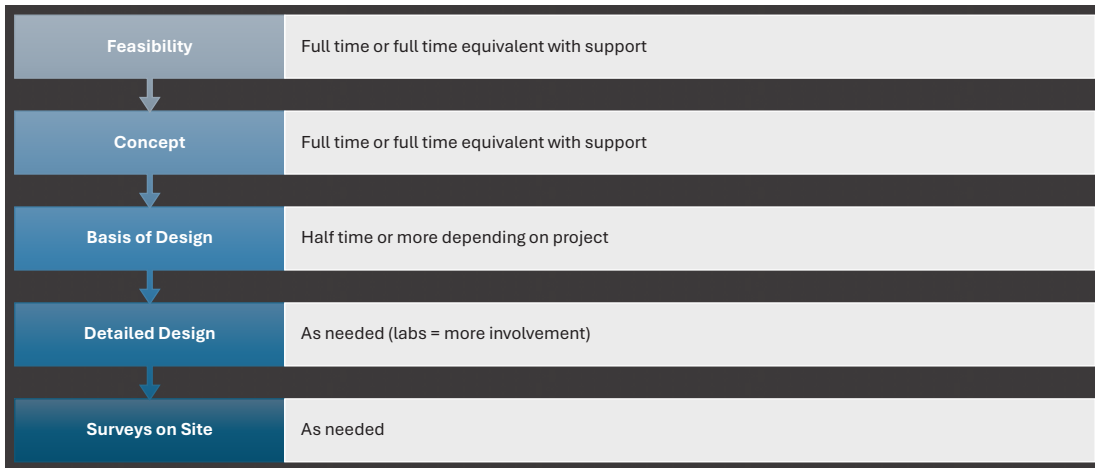 Feasibility
Full time or full time equivalent with support
Concept
Full time or full time equivalent with support
Basis of Design
Half time or more depending on project
Detailed Design
As needed (labs = more involvement)
Surveys on Site
As needed